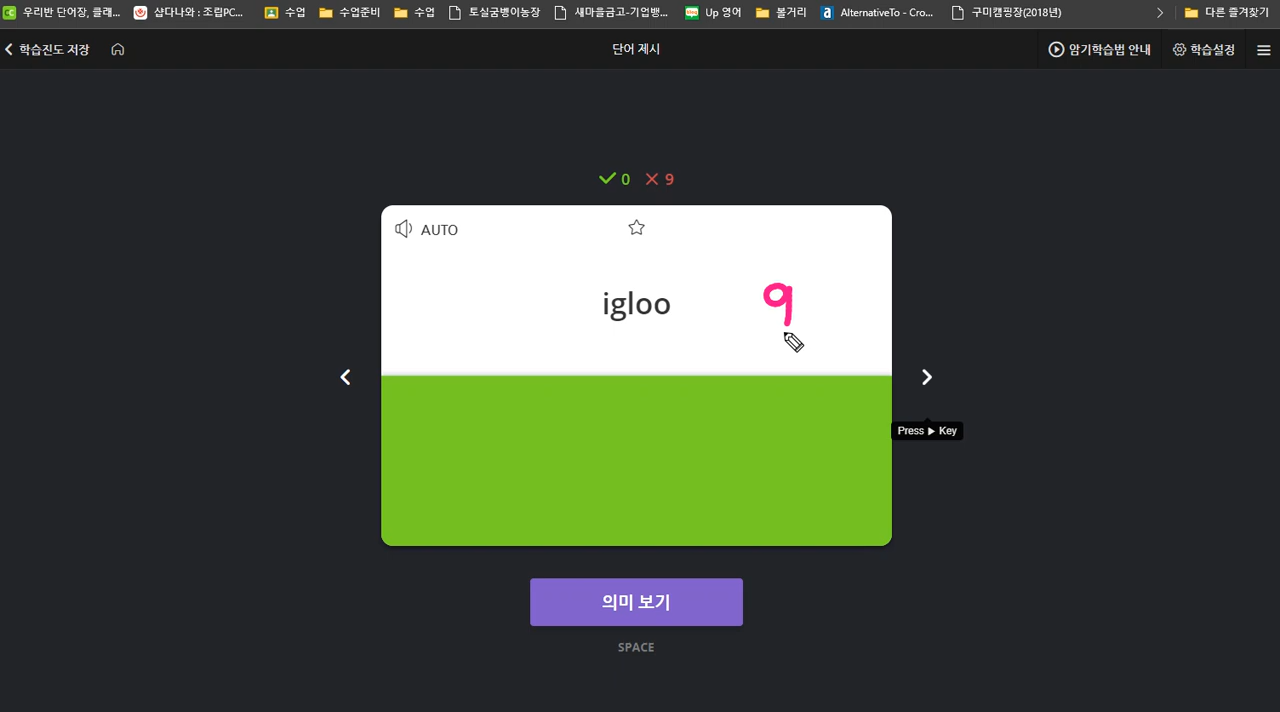 우리반 단어장, 클래... 샵다나와 : 조립PC... 수업 수업준비 수업 토실굼벵이농장 새마을금고-기업뱅... Up 영어 볼거리 AlternativeTo - Cro... 구미캠핑장(2018년) 다른 즐겨찾기
학습진도 저장 단어 제시 암기학습법 안내 학습설정
0 9
AUTO
igloo 9
Press ▶ Key
의미 보기
SPACE